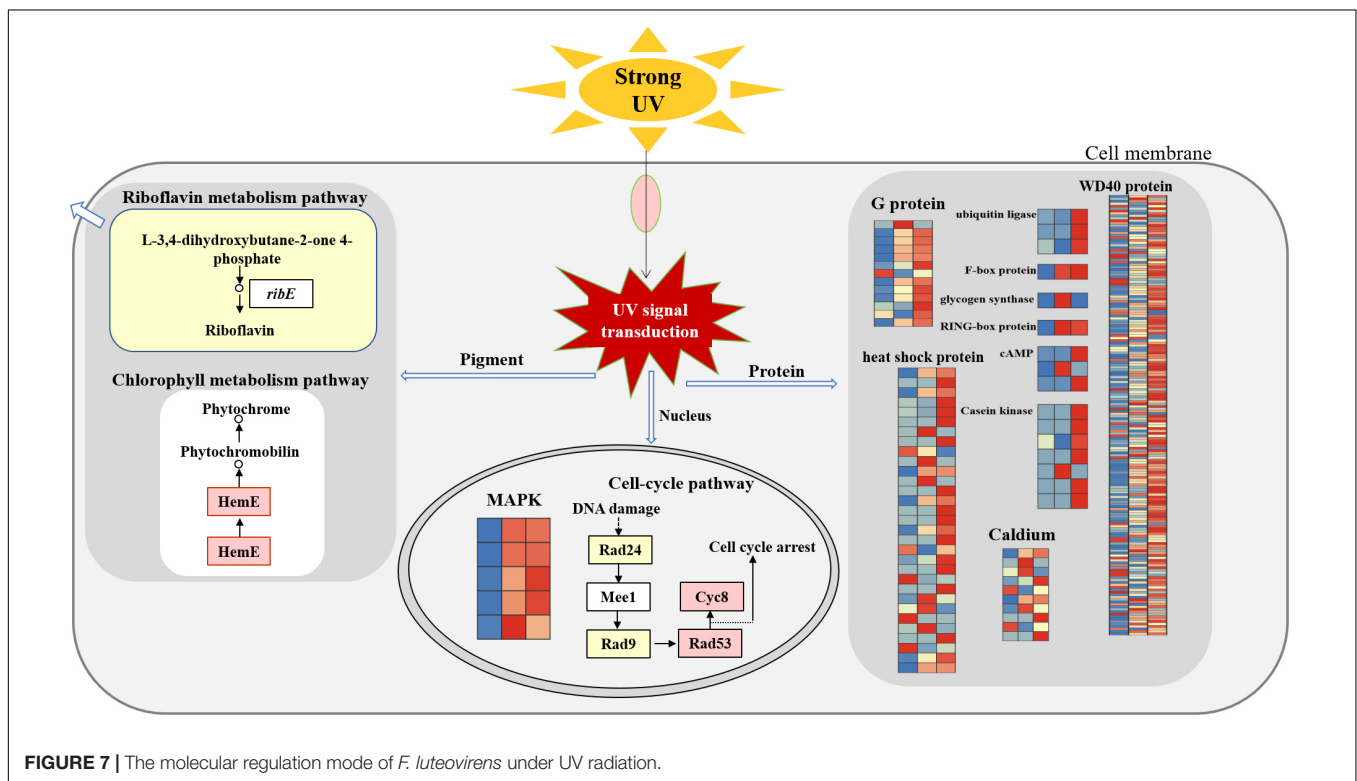 Strong
UV
Cell membrane
Riboflavin metabolism pathway
L-3,4-dihydroxybutane-2-one 4-
phosphate
ribE
Riboflavin
Chlorophyll metabolism pathway
Phytochrome
Phytochromobilin
HemE
HemE
UV signal
transduction
Pigment
Protein
Nucleus
MAPK
Cell-cycle pathway
DNA damage
Rad24
Mee1
Rad9
Rad53
Cyc8
Cell cycle arrest
G protein
heat shock protein
ubiquitin ligase
F-box protein
glycogen synthase
RING-box protein
cAMP
Casein kinase
Caldium
WD40 protein
FIGURE 7 | The molecular regulation mode of F. luteovirens under UV radiation.